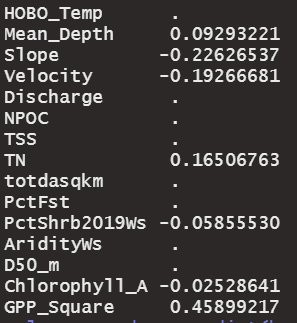 HOBO_Temp .
Mean_Depth 0.09293221
Slope -0.22626537
Velocity -0.19266681
Discharge .
NPOC .
TSS .
TN 0.16506763
totdasqkm .
PctFst .
PctShrb2019Ws -0.05855530
AridityWs .
D50_m .
Chlorophyll_A -0.02528641
GPP_Square 0.45899217